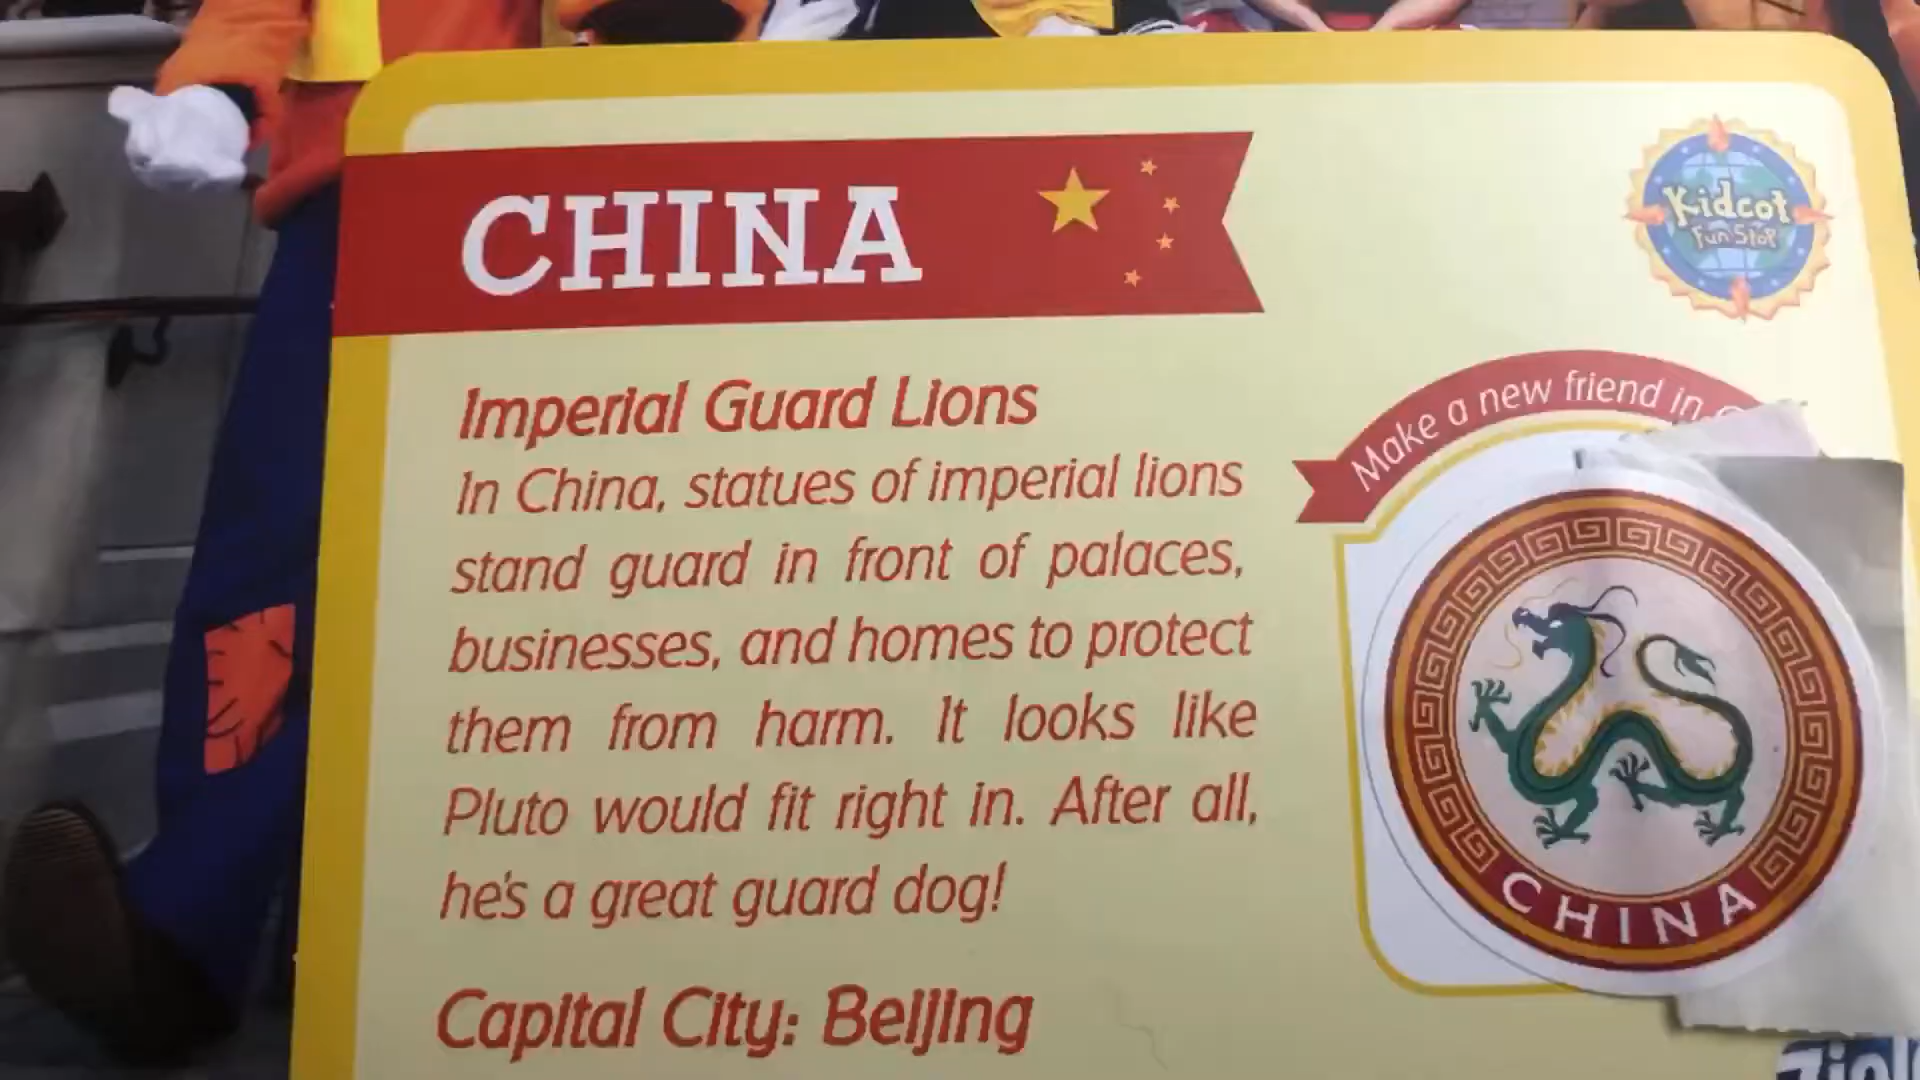 CHINA
Kidcot
Fun Stop
Imperial Guard Lions
In China, statues of imperial lions
stand guard in front of palaces,
businesses, and homes to protect
them from harm. It looks like
Pluto would fit right in. After all,
he's a great guard dog!
Capital City: Beijing
Make a new friend in
CHINA